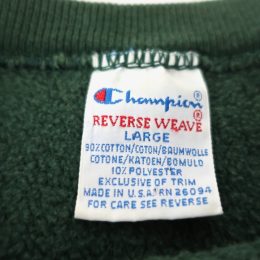 Champion
REVERSE WEAVE
LARGE
90% COTTON/COTON/BAUMWOLLE
COTONE/KATOEN/BOMULD
10% POLYESTER
EXCLUSIVE OF TRIM
MADE IN U.S.A. RN 26094
FOR CARE SEE REVERSE